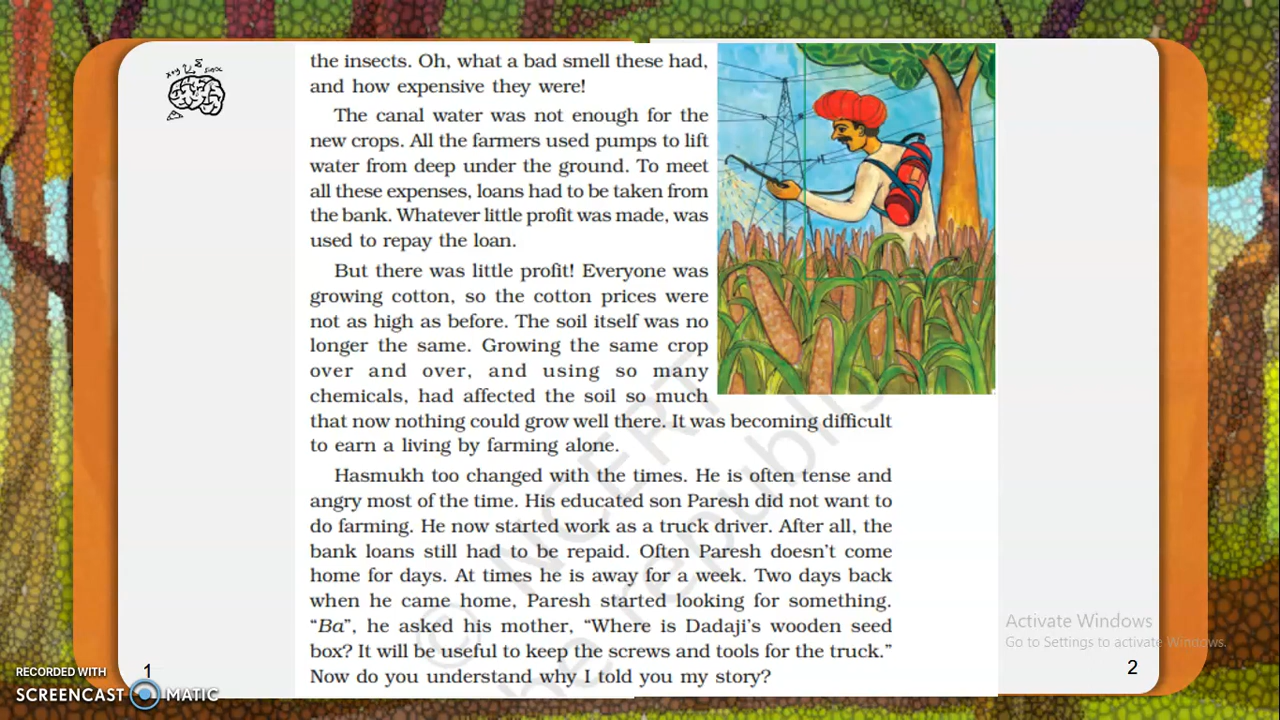 the insects. Oh, what a bad smell these had,
and how expensive they were!
The canal water was not enough for the
new crops. All the farmers used pumps to lift
water from deep under the ground. To meet
all these expenses, loans had to be taken from
the bank. Whatever little profit was made, was
used to repay the loan.
But there was little profit! Everyone was
growing cotton, so the cotton prices were
not as high as before. The soil itself was no
longer the same. Growing the same crop
over and over, and using so many
chemicals, had affected the soil so much
that now nothing could grow well there. It was becoming difficult
to earn a living by farming alone.
Hasmukh too changed with the times. He is often tense and
angry most of the time. His educated son Paresh did not want to
do farming. He now started work as a truck driver. After all, the
bank loans still had to be repaid. Often Paresh doesn't come
home for days. At times he is away for a week. Two days back
when he came home, Paresh started looking for something.
“Ba”, he asked his mother, “Where is Dadaji's wooden seed
box? It will be useful to keep the screws and tools for the truck.”
Now do you understand why I told you my story?
© NCERT
be republis
Activate Windows
Go to Settings to activate Windows.
1
2
RECORDED WITH
SCREENCAST MATIC